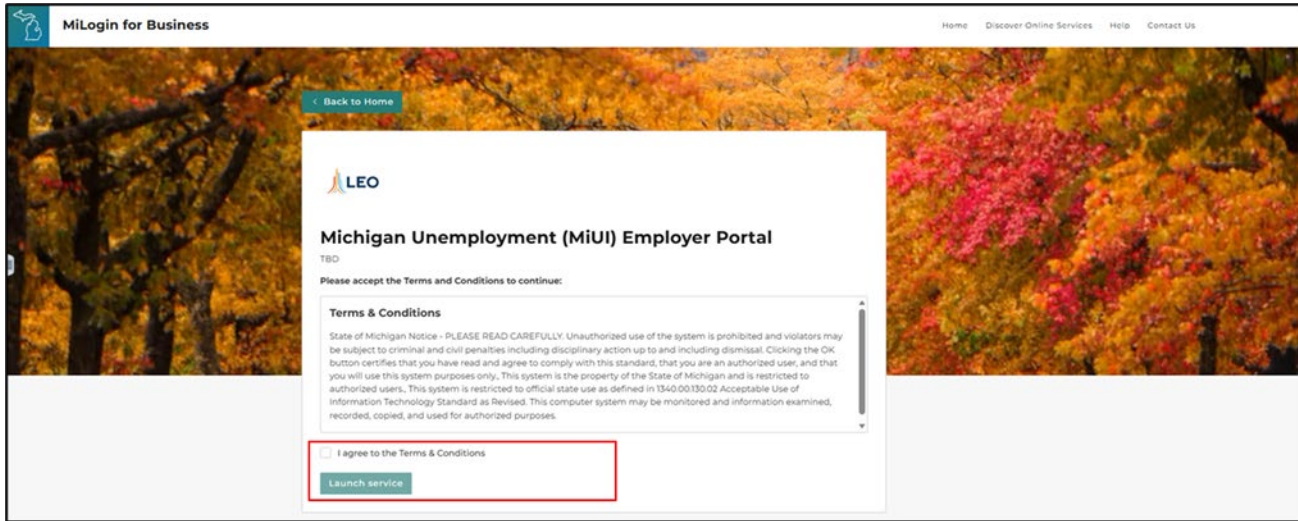 MiLogin for Business
Home Discover Online Services Help Contact Us
< Back to Home
LEO
Michigan Unemployment (MiUI) Employer Portal
TBD
Please accept the Terms and Conditions to continue:
Terms & Conditions
State of Michigan Notice - PLEASE READ CAREFULLY. Unauthorized use of the system is prohibited and violators may
be subject to criminal and civil penalties including disciplinary action up to and including dismissal. Clicking the OK
button certifies that you have read and agree to comply with this standard, that you are an authorized user, and that
you will use this system purposes only., This system is the property of the State of Michigan and is restricted to
authorized users., This system is restricted to official state use as defined in 1340.00.130.02 Acceptable Use of
Information Technology Standard as Revised. This computer system may be monitored and information examined,
recorded, copied, and used for authorized purposes.
I agree to the Terms & Conditions
Launch service